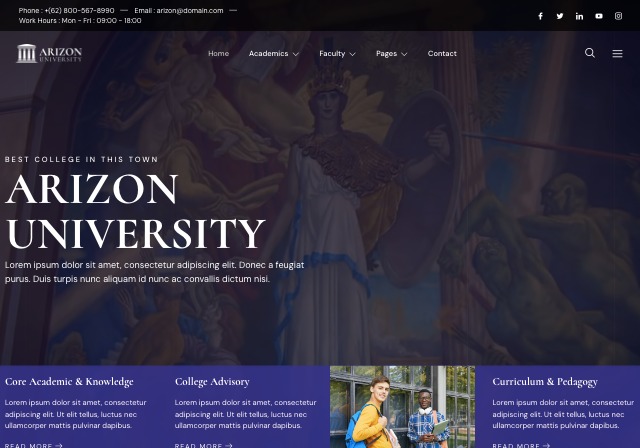 Phone : +(62) 800-567-8990 — Email : arizon@domain.com —
Work Hours : Mon - Fri : 09:00 - 18:00
ARIZON
UNIVERSITY
Home Academics Faculty Pages Contact
BEST COLLEGE IN THIS TOWN
ARIZON
UNIVERSITY
Lorem ipsum dolor sit amet, consectetur adipiscing elit. Donec a feugiat
purus. Duis turpis nunc aliquam id nunc ac convallis dictum nisi.
Core Academic & Knowledge
Lorem ipsum dolor sit amet, consectetur
adipiscing elit. Ut elit tellus, luctus nec
ullamcorper mattis pulvinar dapibus.
READ MORE →
College Advisory
Lorem ipsum dolor sit amet, consectetur
adipiscing elit. Ut elit tellus, luctus nec
ullamcorper mattis pulvinar dapibus.
READ MORE →
Curriculum & Pedagogy
Lorem ipsum dolor sit amet, consectetur
adipiscing elit. Ut elit tellus, luctus nec
ullamcorper mattis pulvinar dapibus.
READ MORE →